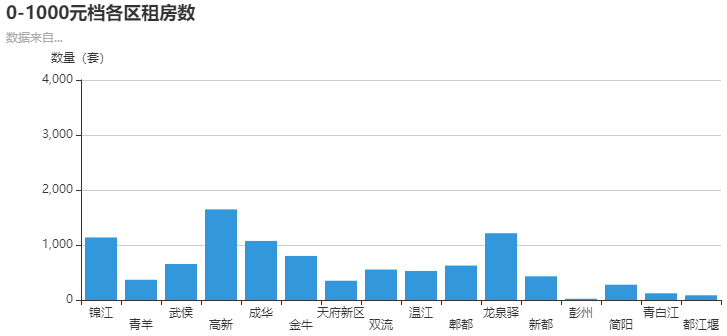 0-1000元档各区租房数
数据来自...
数量（套）
4,000
3,000
2,000
1,000
0
锦江 武侯 成华 天府新区 温江 龙泉驿 彭州 青白江
青羊 高新 金牛 双流 郫都 新都 简阳 都江堰